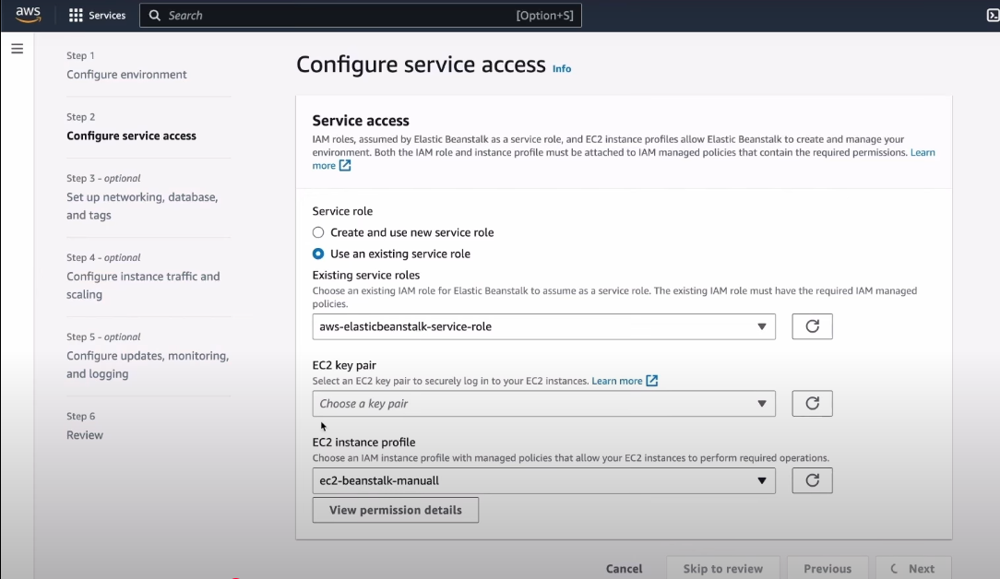 aws
Services
Search
[Option+S]
Step 1
Configure environment
Step 2
Configure service access
Step 3 - optional
Set up networking, database,
and tags
Step 4 - optional
Configure instance traffic and
scaling
Step 5 - optional
Configure updates, monitoring,
and logging
Step 6
Review
Configure service access Info
Service access
IAM roles, assumed by Elastic Beanstalk as a service role, and EC2 instance profiles allow Elastic Beanstalk to create and manage your
environment. Both the IAM role and instance profile must be attached to IAM managed policies that contain the required permissions. Learn
more
Service role
Create and use new service role
Use an existing service role
Existing service roles
Choose an existing IAM role for Elastic Beanstalk to assume as a service role. The existing IAM role must have the required IAM managed
policies.
aws-elasticbeanstalk-service-role
EC2 key pair
Select an EC2 key pair to securely log in to your EC2 instances. Learn more
Choose a key pair
EC2 instance profile
Choose an IAM instance profile with managed policies that allow your EC2 instances to perform required operations.
ec2-beanstalk-manuall
View permission details
Cancel
Skip to review
Previous
Next